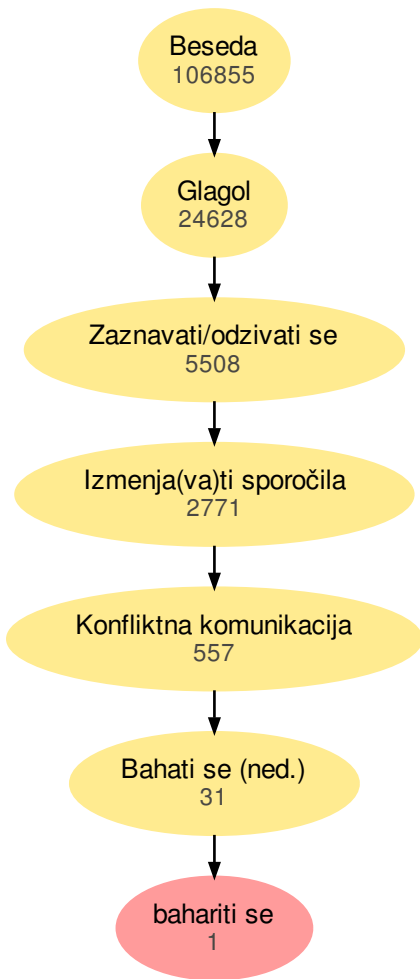 Beseda
106855
Glagol
24628
Zaznavati/odzivati se
5508
Izmenja(va)ti sporočila
2771
Konfliktna komunikacija
557
Bahati se (ned.)
31
bahariti se
1